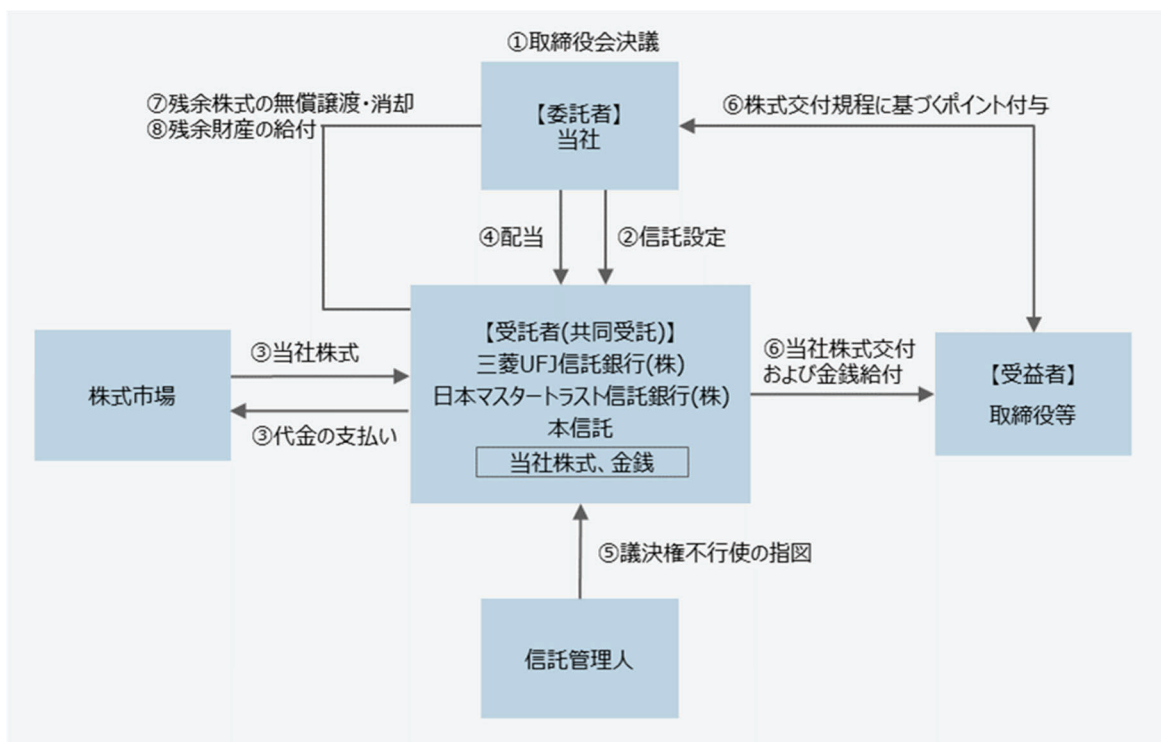 ①取締役会決議
⑦残余株式の無償譲渡・消却
⑧残余財産の給付
【委託者】
当社
⑥株式交付規程に基づくポイント付与
④配当
②信託設定
【受託者(共同受託)】
三菱UFJ信託銀行(株)
日本マスタートラスト信託銀行(株)
本信託
当社株式、金銭
③当社株式
株式市場
③代金の支払い
⑥当社株式交付
および金銭給付
【受益者】
取締役等
⑤議決権不行使の指図
信託管理人